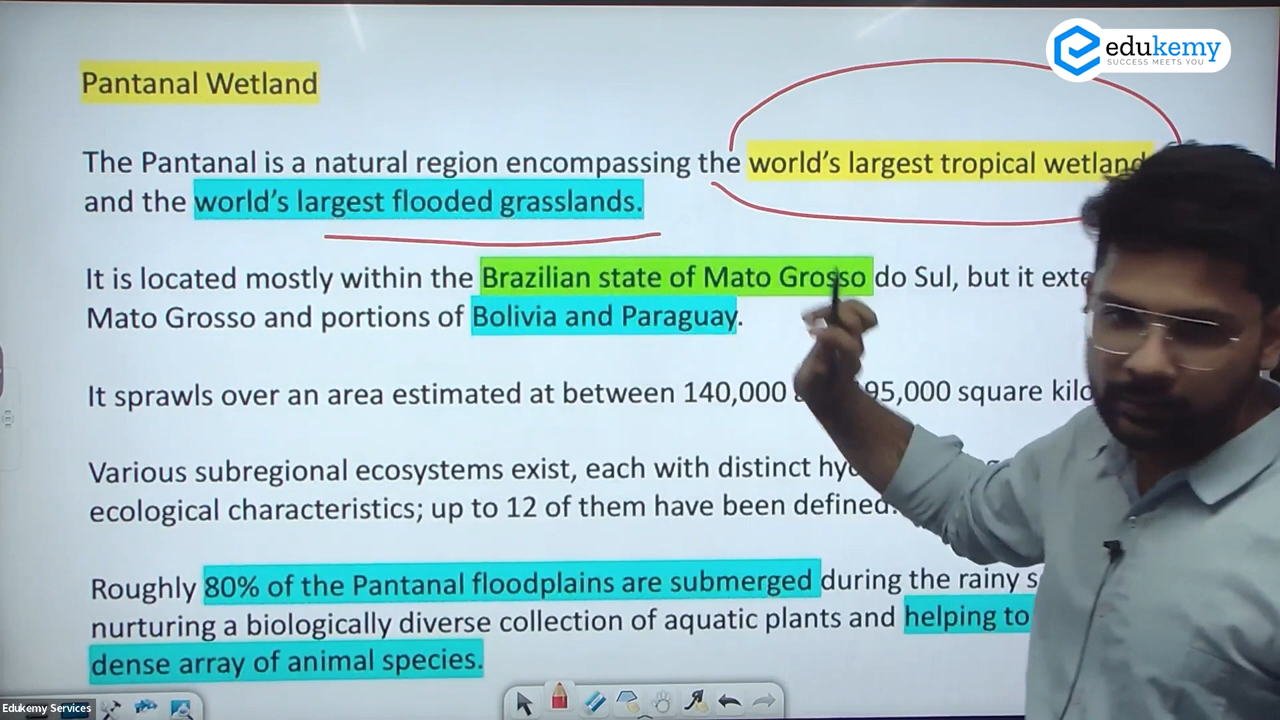 edukemy
SUCCESS MEETS YOU
Pantanal Wetland
The Pantanal is a natural region encompassing the world's largest tropical wetland
and the world's largest flooded grasslands.
It is located mostly within the Brazilian state of Mato Grosso do Sul, but it
Mato Grosso and portions of Bolivia and Paraguay.
It sprawls over an area estimated at between 140,000 square
Various subregional ecosystems exist, each with distinct
ecological characteristics; up to 12 of them have been defined.
Roughly 80% of the Pantanal floodplains are submerged during the rainy
nurturing a biologically diverse collection of aquatic plants and helping to
dense array of animal species.
Edukemy Services